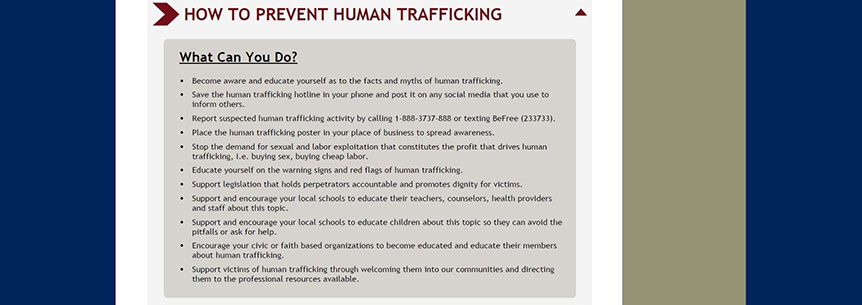 HOW TO PREVENT HUMAN TRAFFICKING
What Can You Do?
• Become aware and educate yourself as to the facts and myths of human trafficking.
• Save the human trafficking hotline in your phone and post it on any social media that you use to
inform others.
• Report suspected human trafficking activity by calling 1-888-3737-888 or texting BeFree (233733).
• Place the human trafficking poster in your place of business to spread awareness.
• Stop the demand for sexual and labor exploitation that constitutes the profit that drives human
trafficking, i.e. buying sex, buying cheap labor.
• Educate yourself on the warning signs and red flags of human trafficking.
• Support legislation that holds perpetrators accountable and promotes dignity for victims.
• Support and encourage your local schools to educate their teachers, counselors, health providers
and staff about this topic.
• Support and encourage your local schools to educate children about this topic so they can avoid the
pitfalls or ask for help.
• Encourage your civic or faith based organizations to become educated and educate their members
about human trafficking.
• Support victims of human trafficking through welcoming them into our communities and directing
them to the professional resources available.